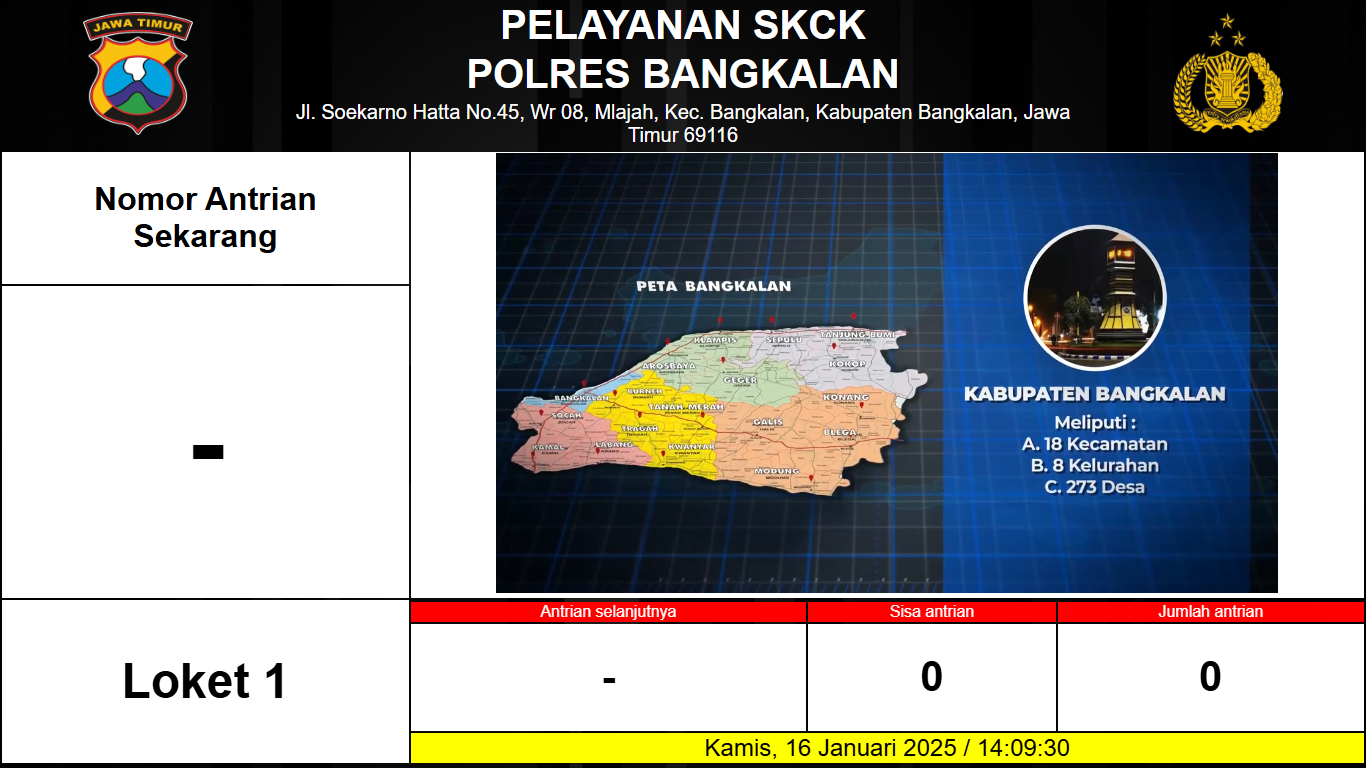 JAWA TIMUR
PELAYANAN SKCK
POLRES BANGKALAN
Jl. Soekarno Hatta No.45, Wr 08, Mlajah, Kec. Bangkalan, Kabupaten Bangkalan, Jawa
Timur 69116
Nomor Antrian
Sekarang
-
Loket 1
PETA BANGKALAN
KLAMPIS
SEPULU
TANJUNG BUMI
AROSBAYA
KOKOP
GEGER
BURNEH
BANGKALAN
KONANG
TANAH MERAH
SOCAH
GALIS
TRAGAH
BLEGA
KAMAL
LABANG
KWANYAR
MODUNG
KABUPATEN BANGKALAN
Meliputi :
A. 18 Kecamatan
B. 8 Kelurahan
C. 273 Desa
Antrian selanjutnya
Sisa antrian
Jumlah antrian
-
0
0
Kamis, 16 Januari 2025 / 14:09:30